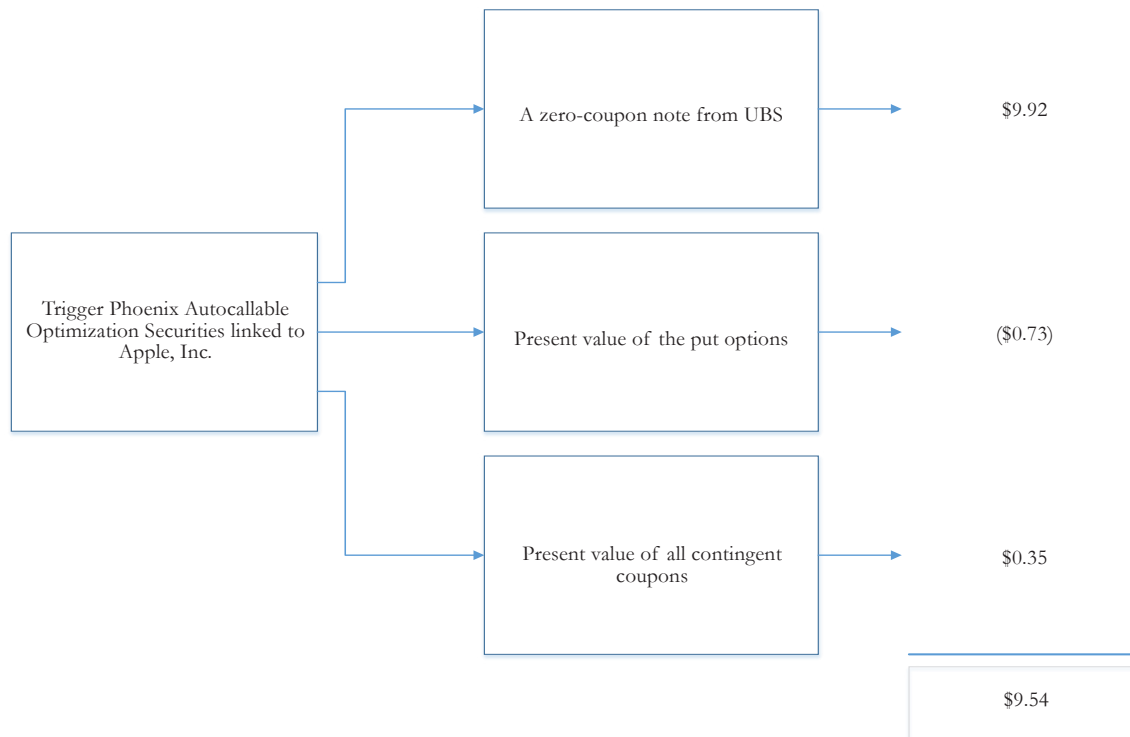 A zero-coupon note from UBS
$9.92
Trigger Phoenix Autocallable
Optimization Securities linked to
Apple, Inc.
Present value of the put options
($0.73)
Present value of all contingent
coupons
$0.35
$9.54